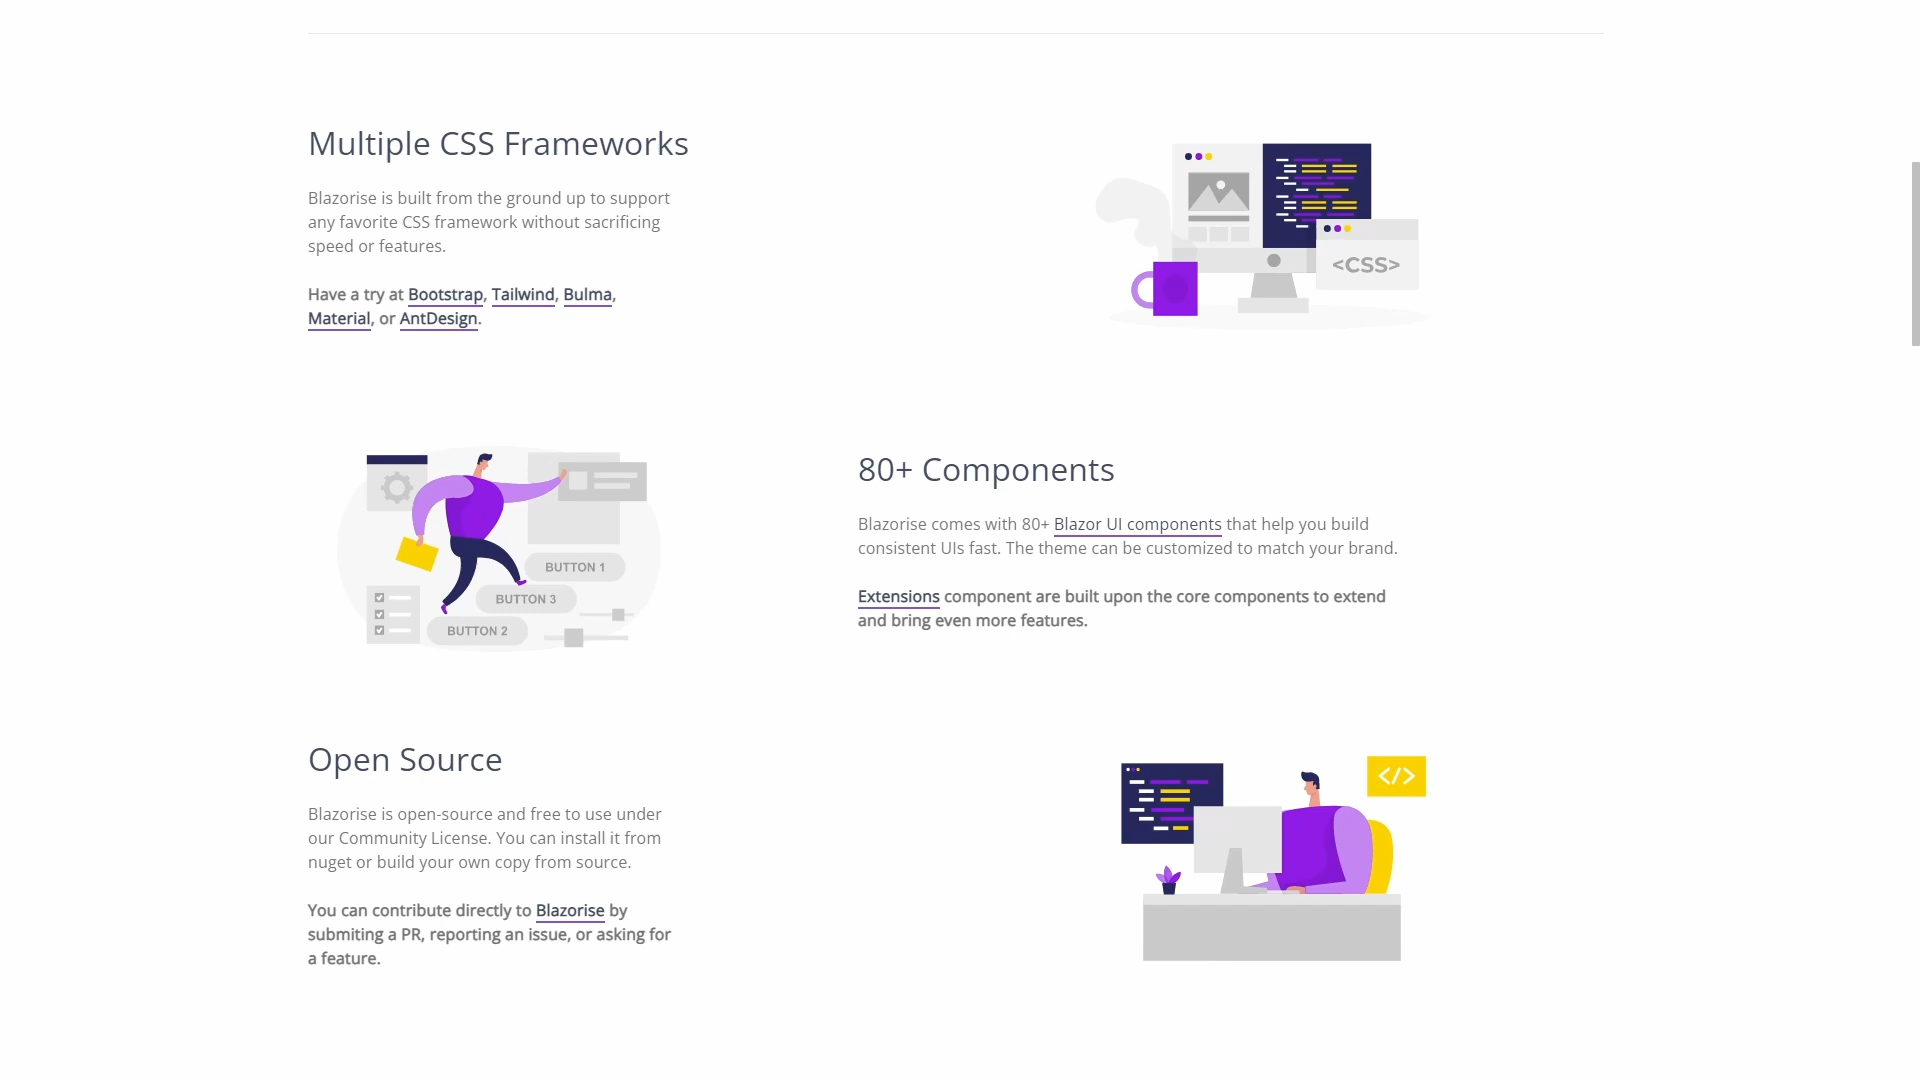 Multiple CSS Frameworks
Blazorise is built from the ground up to support
any favorite CSS framework without sacrificing
speed or features.
Have a try at Bootstrap, Tailwind, Bulma,
Material, or AntDesign.
<CSS>
BUTTON 1
BUTTON 3
BUTTON 2
80+ Components
Blazorise comes with 80+ Blazor UI components that help you build
consistent UIs fast. The theme can be customized to match your brand.
Extensions component are built upon the core components to extend
and bring even more features.
Open Source
Blazorise is open-source and free to use under
our Community License. You can install it from
nuget or build your own copy from source.
You can contribute directly to Blazorise by
submiting a PR, reporting an issue, or asking for
a feature.
</>